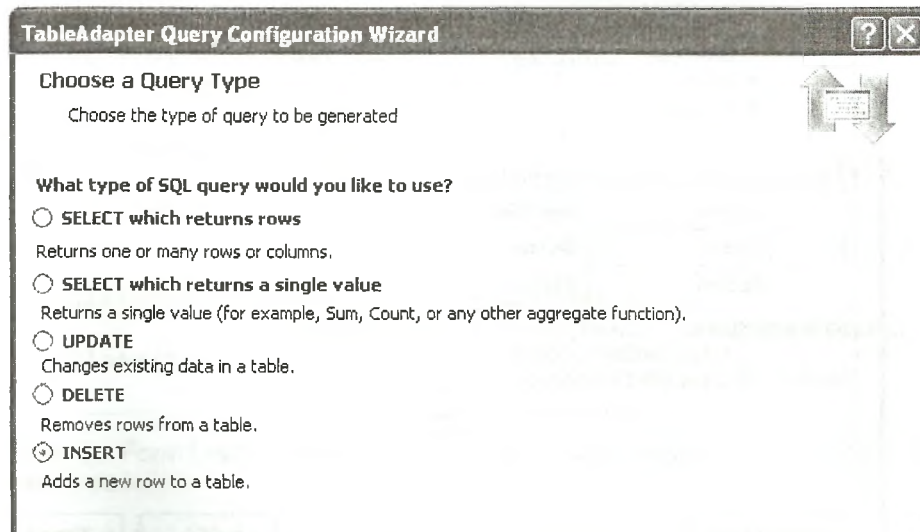 TableAdapter Query Configuration Wizard
Choose a Query Type
Choose the type of query to be generated
What type of SQL query would you like to use?
SELECT which returns rows
Returns one or many rows or columns.
SELECT which returns a single value
Returns a single value (for example, Sum, Count, or any other aggregate function).
UPDATE
Changes existing data in a table.
DELETE
Removes rows from a table.
INSERT
Adds a new row to a table.